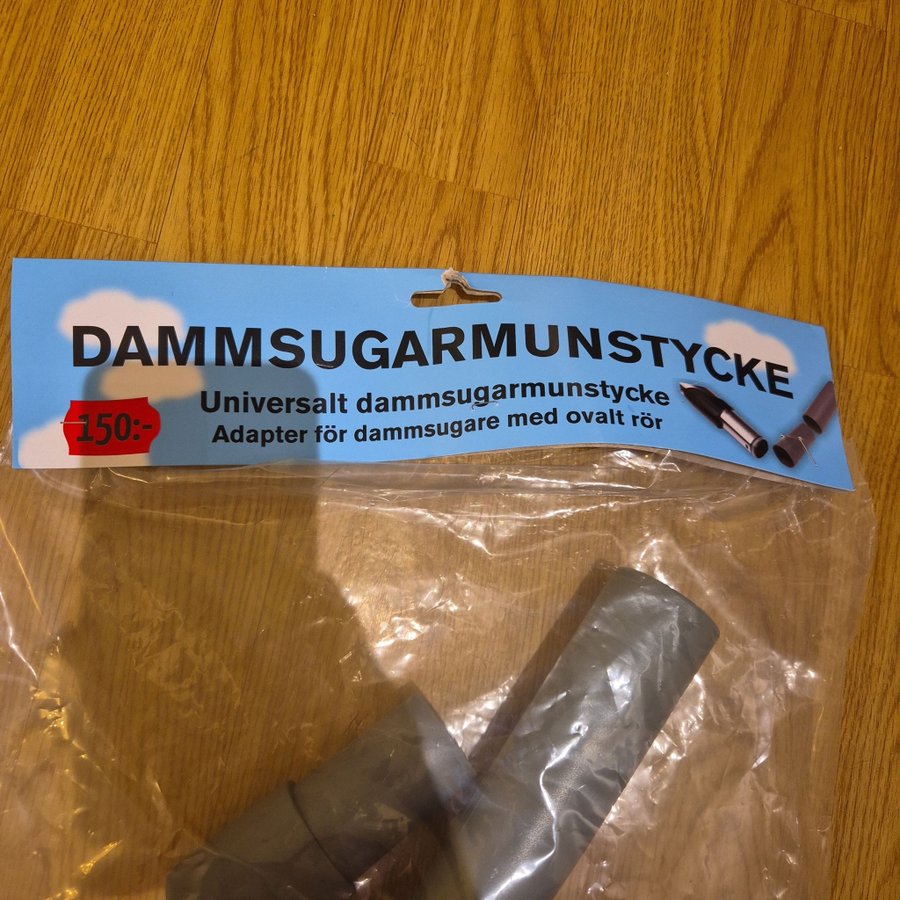 DAMMSUGARMUNSTYCKE
Universalt dammsugarmunstycke
Adapter för dammsugare med ovalt rör
150:-